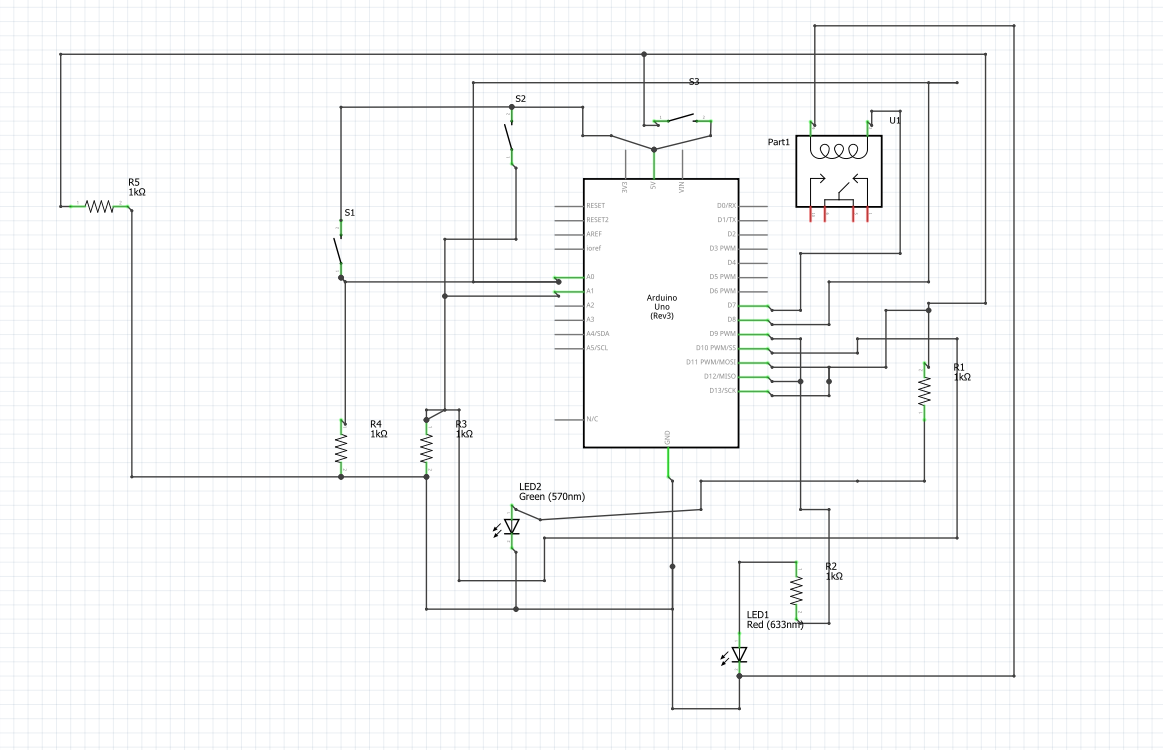 S3
S2
U1
Part1
R5
1kΩ
3V3
5V
VIN
S1
RESET
RESET2
AREF
ioref
A0
A1
A2
A3
A4/SDA
A5/SCL
N/C
Arduino
Uno
(Rev3)
D0/RX
D1/TX
D2
D3 PWM
D4
D5 PWM
D6 PWM
D7
D8
D9 PWM
D10 PWM/SS
D11 PWM/MOSI
D12/MISO
D13/SCK
GND
R1
1kΩ
R4
1kΩ
R3
1kΩ
LED2
Green (570nm)
R2
1kΩ
LED1
Red (633nm)